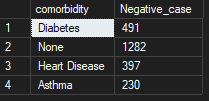 comorbidity Negative_case
1 Diabetes 491
2 None 1282
3 Heart Disease 397
4 Asthma 230